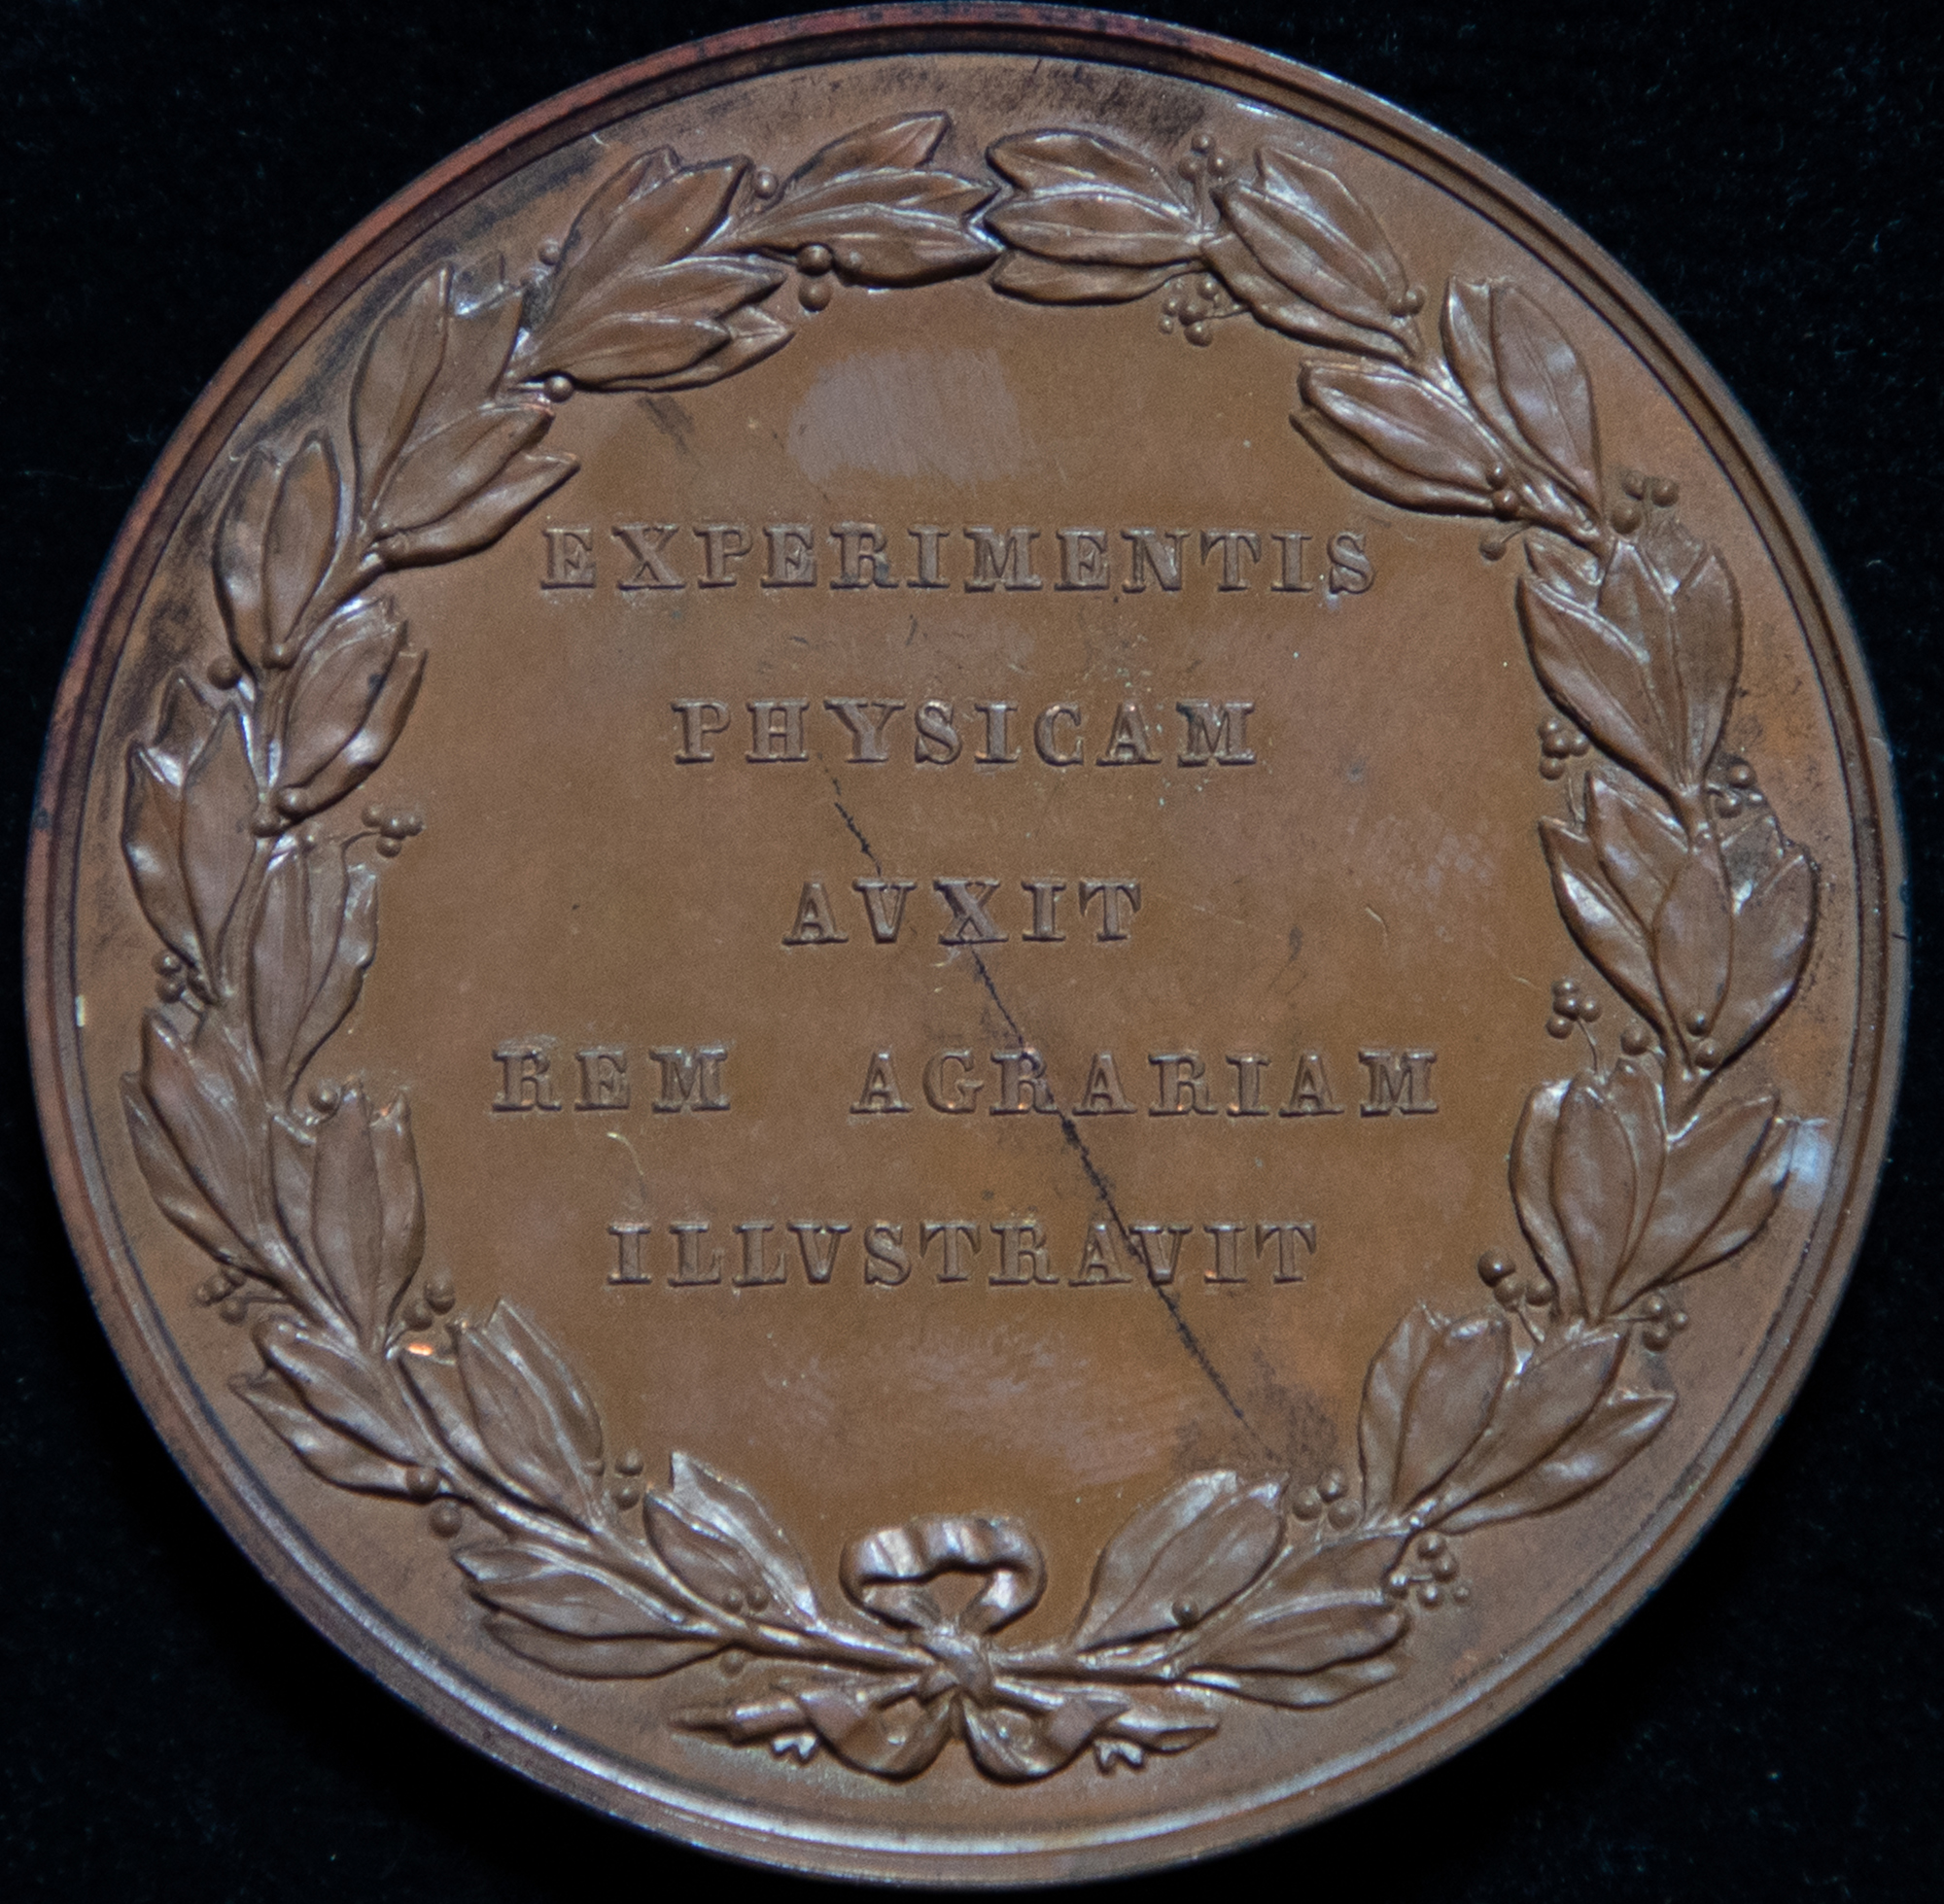 EXPERIMENTIS
PHYSICAM
AVXIT
REM AGRARIAM
ILLVSTRAVIT